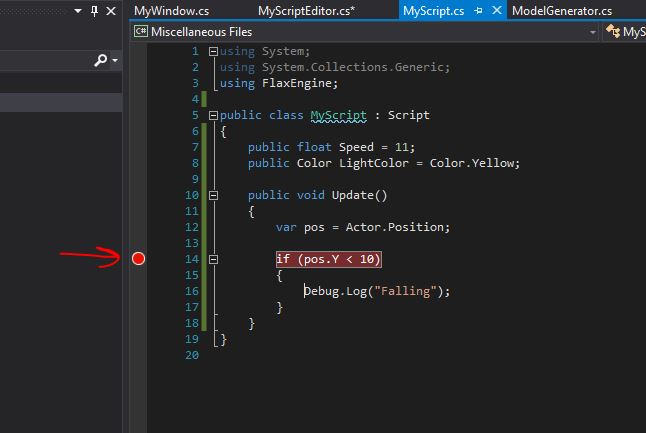 MyWindow.cs MyScriptEditor.cs* MyScript.cs ModelGenerator.cs
C# Miscellaneous Files MyS
1 using System;
2 using System.Collections.Generic;
3 using FlaxEngine;
4
5 public class MyScript : Script
6 {
7 public float Speed = 11;
8 public Color LightColor = Color.Yellow;
9
10 public void Update()
11 {
12 var pos = Actor.Position;
13
14 if (pos.Y < 10)
15 {
16 Debug.Log("Falling");
17 }
18 }
19 }
20